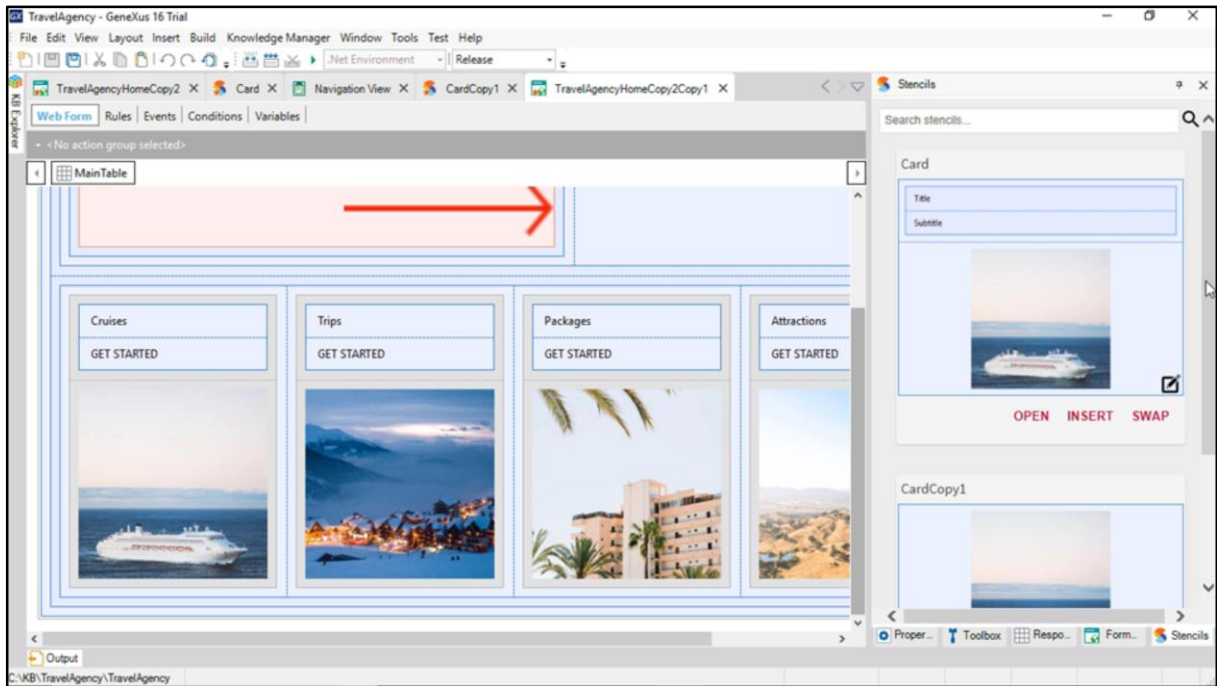 GX TravelAgency - GeneXus 16 Trial
File Edit View Layout Insert Build Knowledge Manager Window Tools Test Help
.Net Environment Release
TravelAgencyHomeCopy2 Card Navigation View CardCopy1 TravelAgencyHomeCopy2Copy1
KB Explorer
Web Form Rules Events Conditions Variables
<No action group selected>
MainTable
Cruises Trips Packages Attractions
GET STARTED GET STARTED GET STARTED GET STARTED
Stencils
Search stencils...
Card
Title
Subtitle
OPEN INSERT SWAP
CardCopy1
Proper... Toolbox Respo... Form... Stencils
Output
C:\KB\TravelAgency\TravelAgency